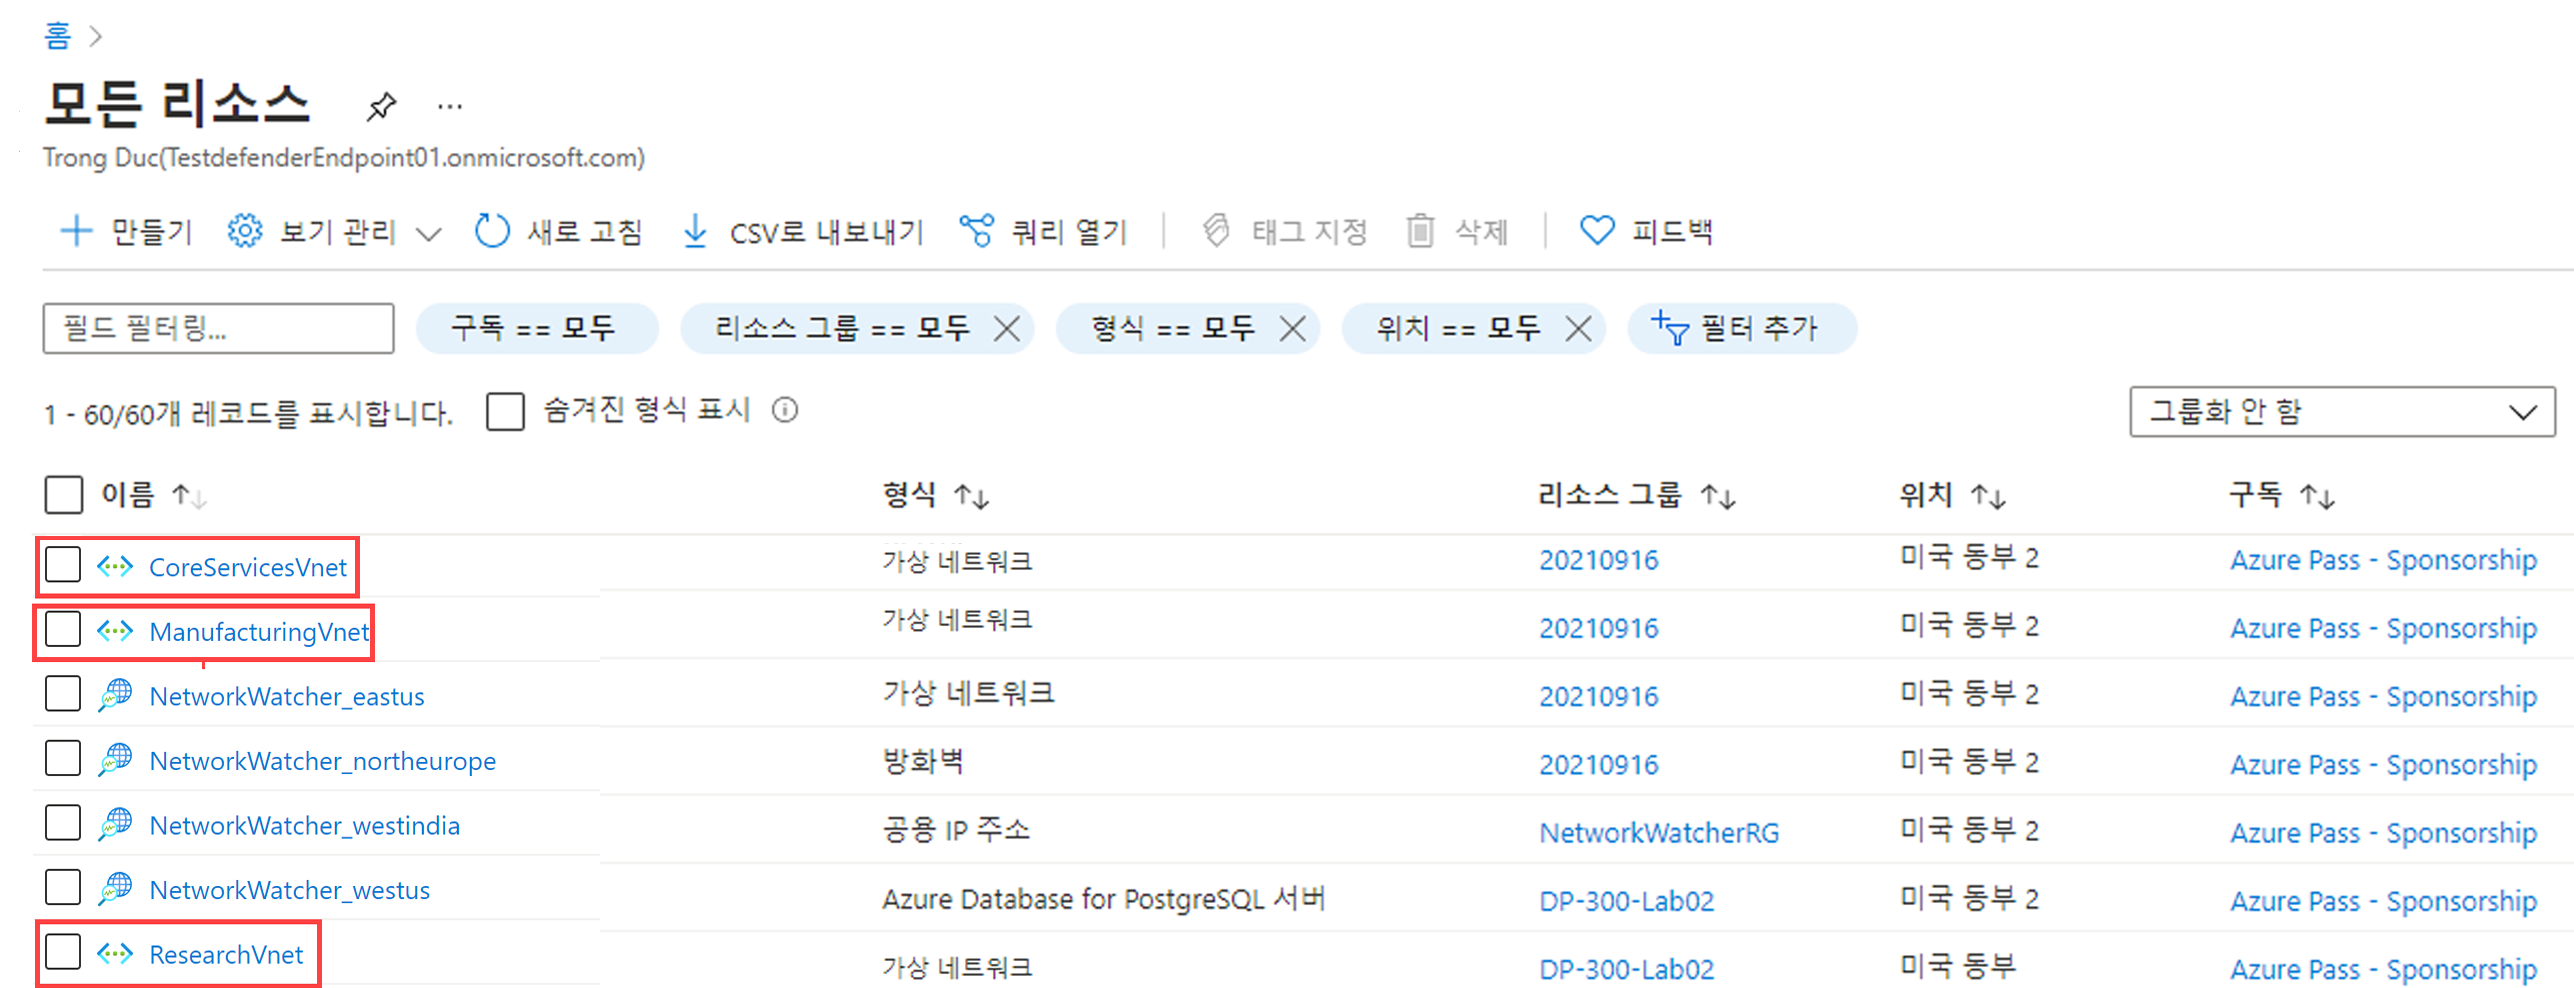 홈
모든 리소스
Trong Duc(TestdefenderEndpoint01.onmicrosoft.com)
만들기 보기 관리 새로 고침 CSV로 내보내기 쿼리 열기 태그 지정 삭제 피드백
필드 필터링... 구독 == 모두 리소스 그룹 == 모두 형식 == 모두 위치 == 모두 필터 추가
1 - 60/60개 레코드를 표시합니다. 숨겨진 형식 표시 그룹화 안 함
이름 형식 리소스 그룹 위치 구독
CoreServicesVnet 가상 네트워크 20210916 미국 동부 2 Azure Pass - Sponsorship
ManufacturingVnet 가상 네트워크 20210916 미국 동부 2 Azure Pass - Sponsorship
NetworkWatcher_eastus 가상 네트워크 20210916 미국 동부 2 Azure Pass - Sponsorship
NetworkWatcher_northeurope 방화벽 20210916 미국 동부 2 Azure Pass - Sponsorship
NetworkWatcher_westindia 공용 IP 주소 NetworkWatcherRG 미국 동부 2 Azure Pass - Sponsorship
NetworkWatcher_westus Azure Database for PostgreSQL 서버 DP-300-Lab02 미국 동부 2 Azure Pass - Sponsorship
ResearchVnet 가상 네트워크 DP-300-Lab02 미국 동부 Azure Pass - Sponsorship